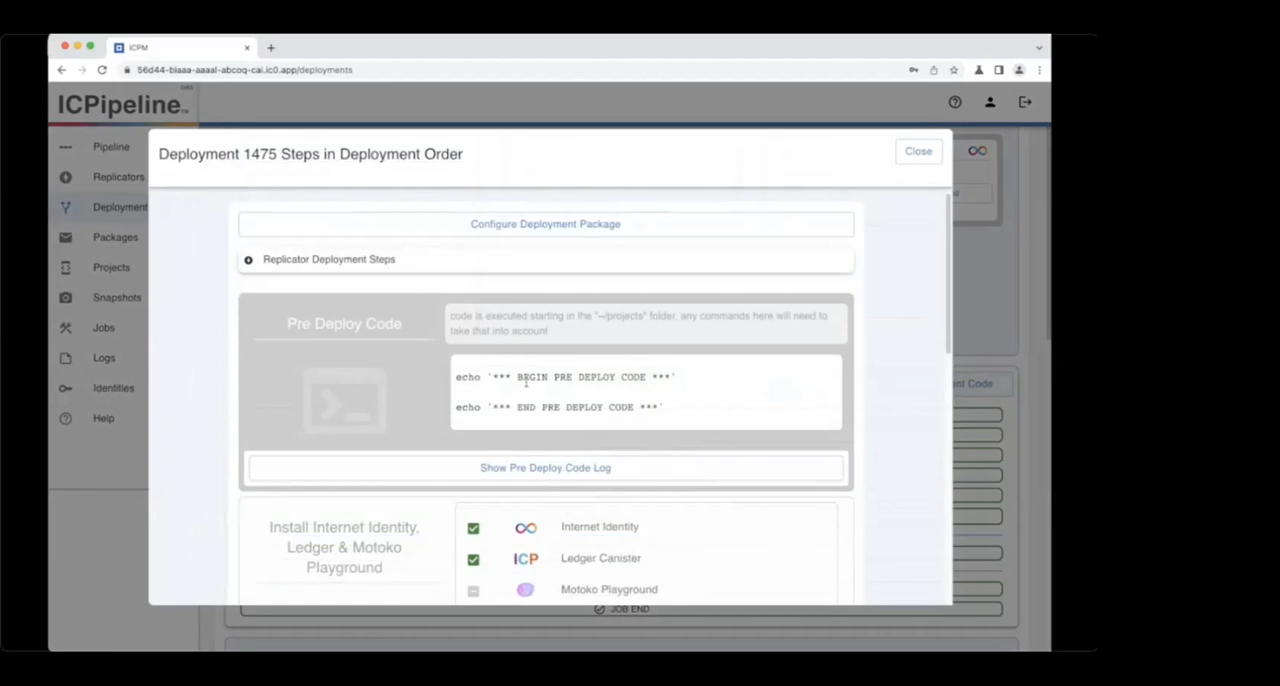 ICPM
56d44-biaaa-aaaal-abcoq-cai.ic0.app/deployments
ICPipeline
Deployment 1475 Steps in Deployment Order
Close
Pipeline
Replicators
Deployment
Packages
Projects
Snapshots
Jobs
Logs
Identities
Help
Configure Deployment Package
Replicator Deployment Steps
Pre Deploy Code
code is executed starting in the "~/projects" folder, any commands here will need to
take that into account
echo '*** BEGIN PRE DEPLOY CODE ***'
echo '*** END PRE DEPLOY CODE ***'
Show Pre Deploy Code Log
Install Internet Identity,
Ledger & Motoko
Playground
Internet Identity
ICP Ledger Canister
Motoko Playground
ent Code
JOB END